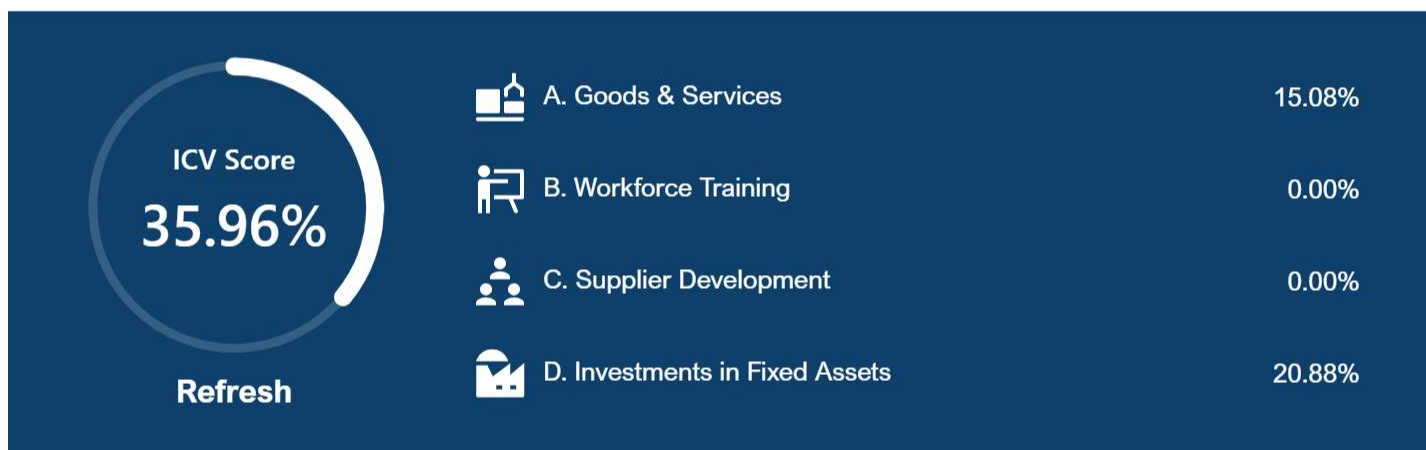 ICV Score
35.96%
Refresh
A. Goods & Services 15.08%
B. Workforce Training 0.00%
C. Supplier Development 0.00%
D. Investments in Fixed Assets 20.88%